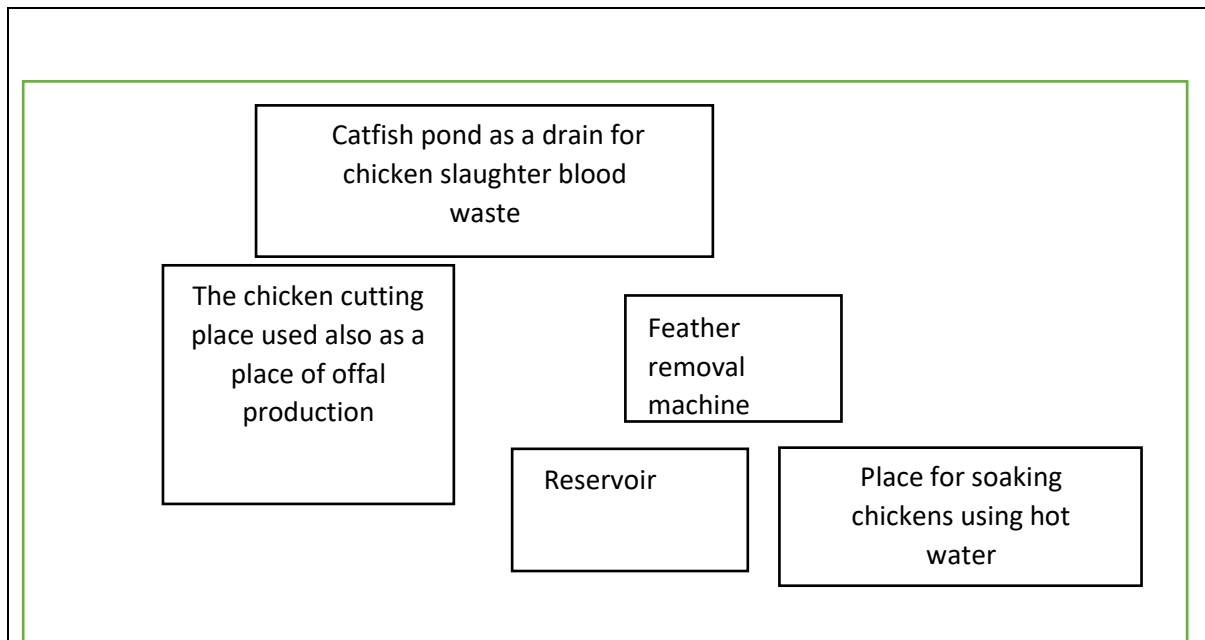 Catfish pond as a drain for
chicken slaughter blood
waste
The chicken cutting
place used also as a
place of offal
production
Feather
removal
machine
Reservoir
Place for soaking
chickens using hot
water